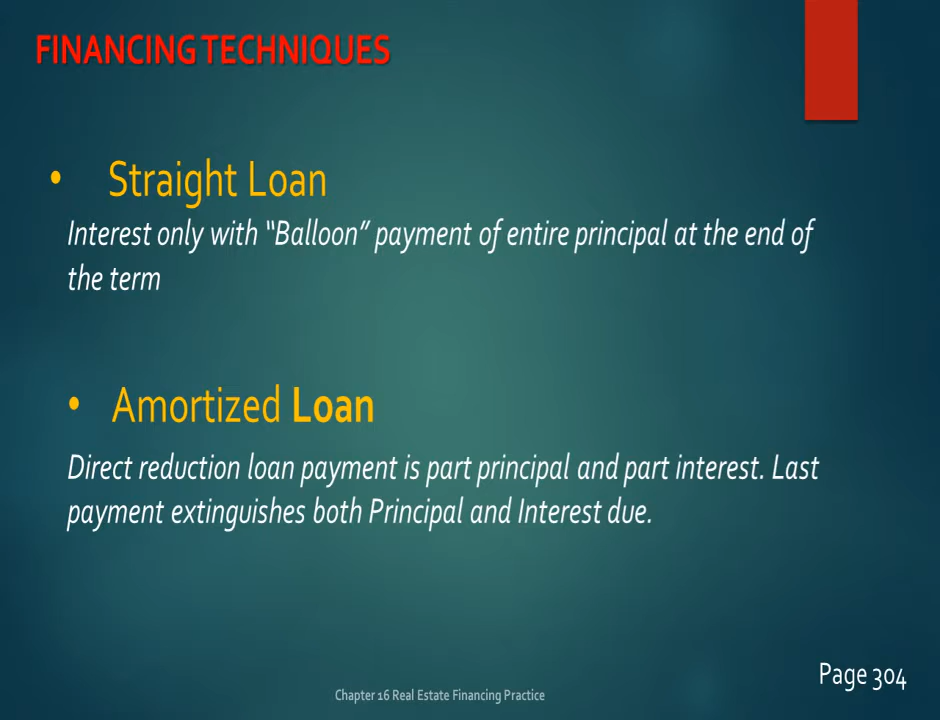 FINANCING TECHNIQUES
• Straight Loan
Interest only with “Balloon” payment of entire principal at the end of
the term
• Amortized Loan
Direct reduction loan payment is part principal and part interest. Last
payment extinguishes both Principal and Interest due.
Page 304
Chapter 16 Real Estate Financing Practice